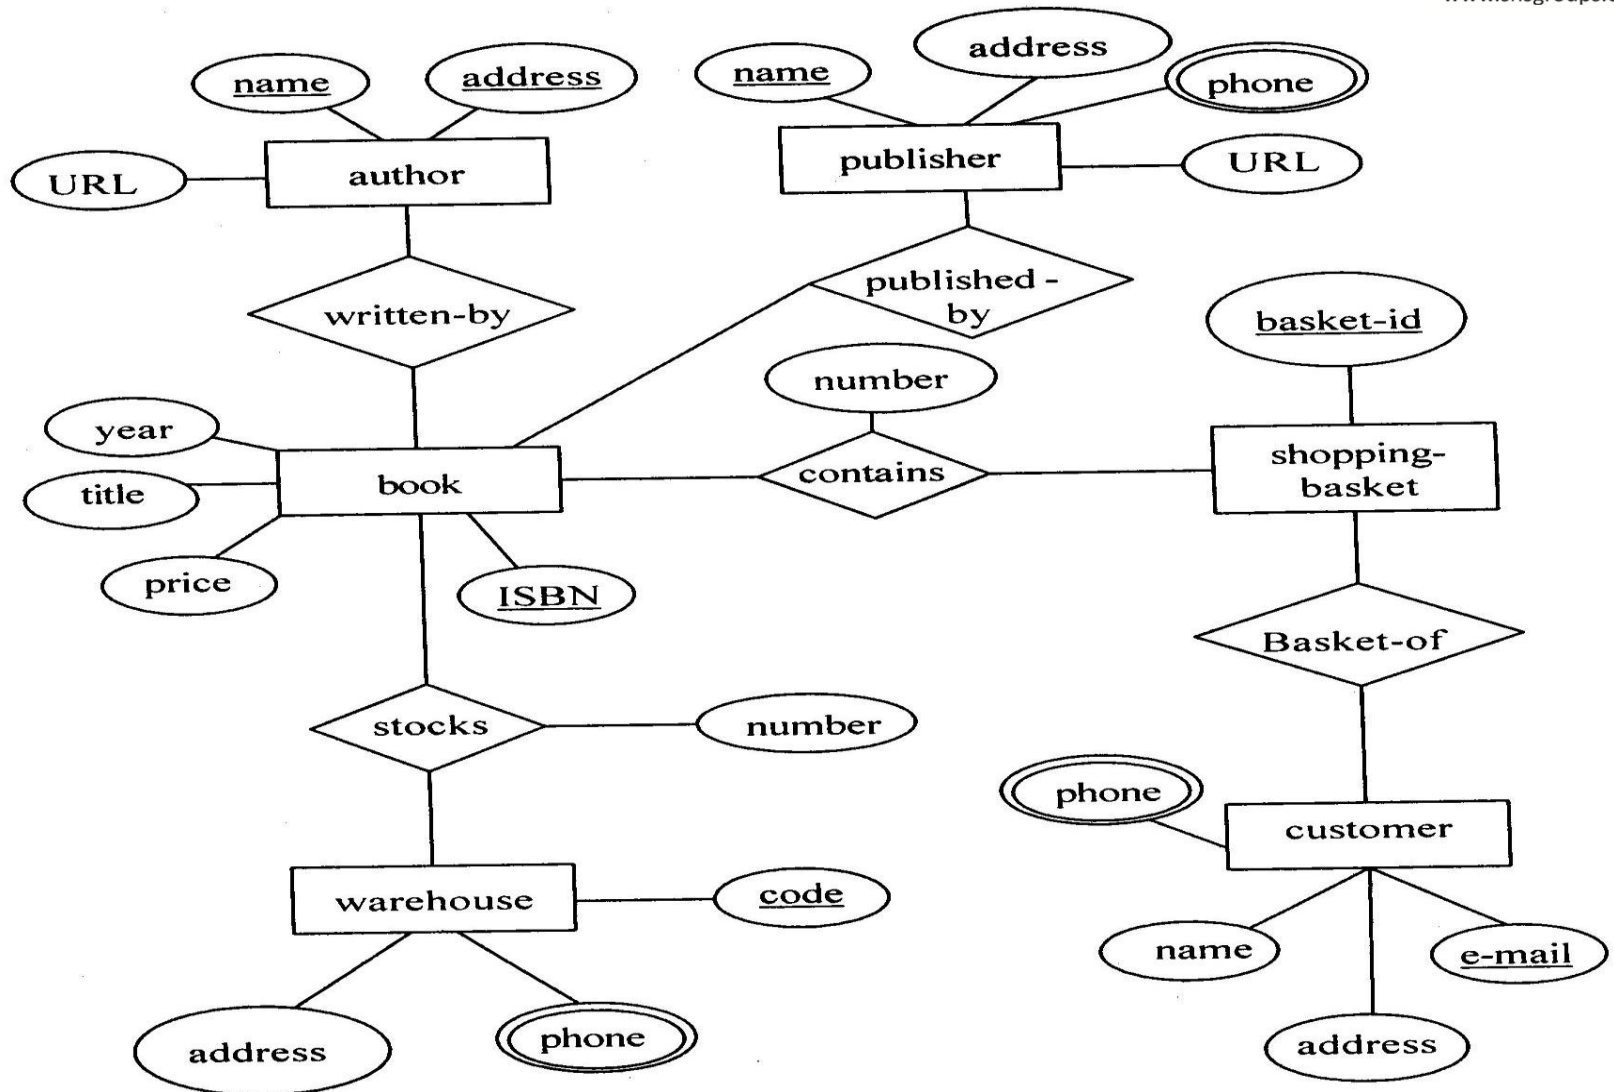 name
address
name
address
phone
URL
author
publisher
URL
written-by
published -
by
basket-id
number
year
title
book
contains
shopping-
basket
price
ISBN
Basket-of
stocks
number
phone
customer
warehouse
code
name
e-mail
address
phone
address